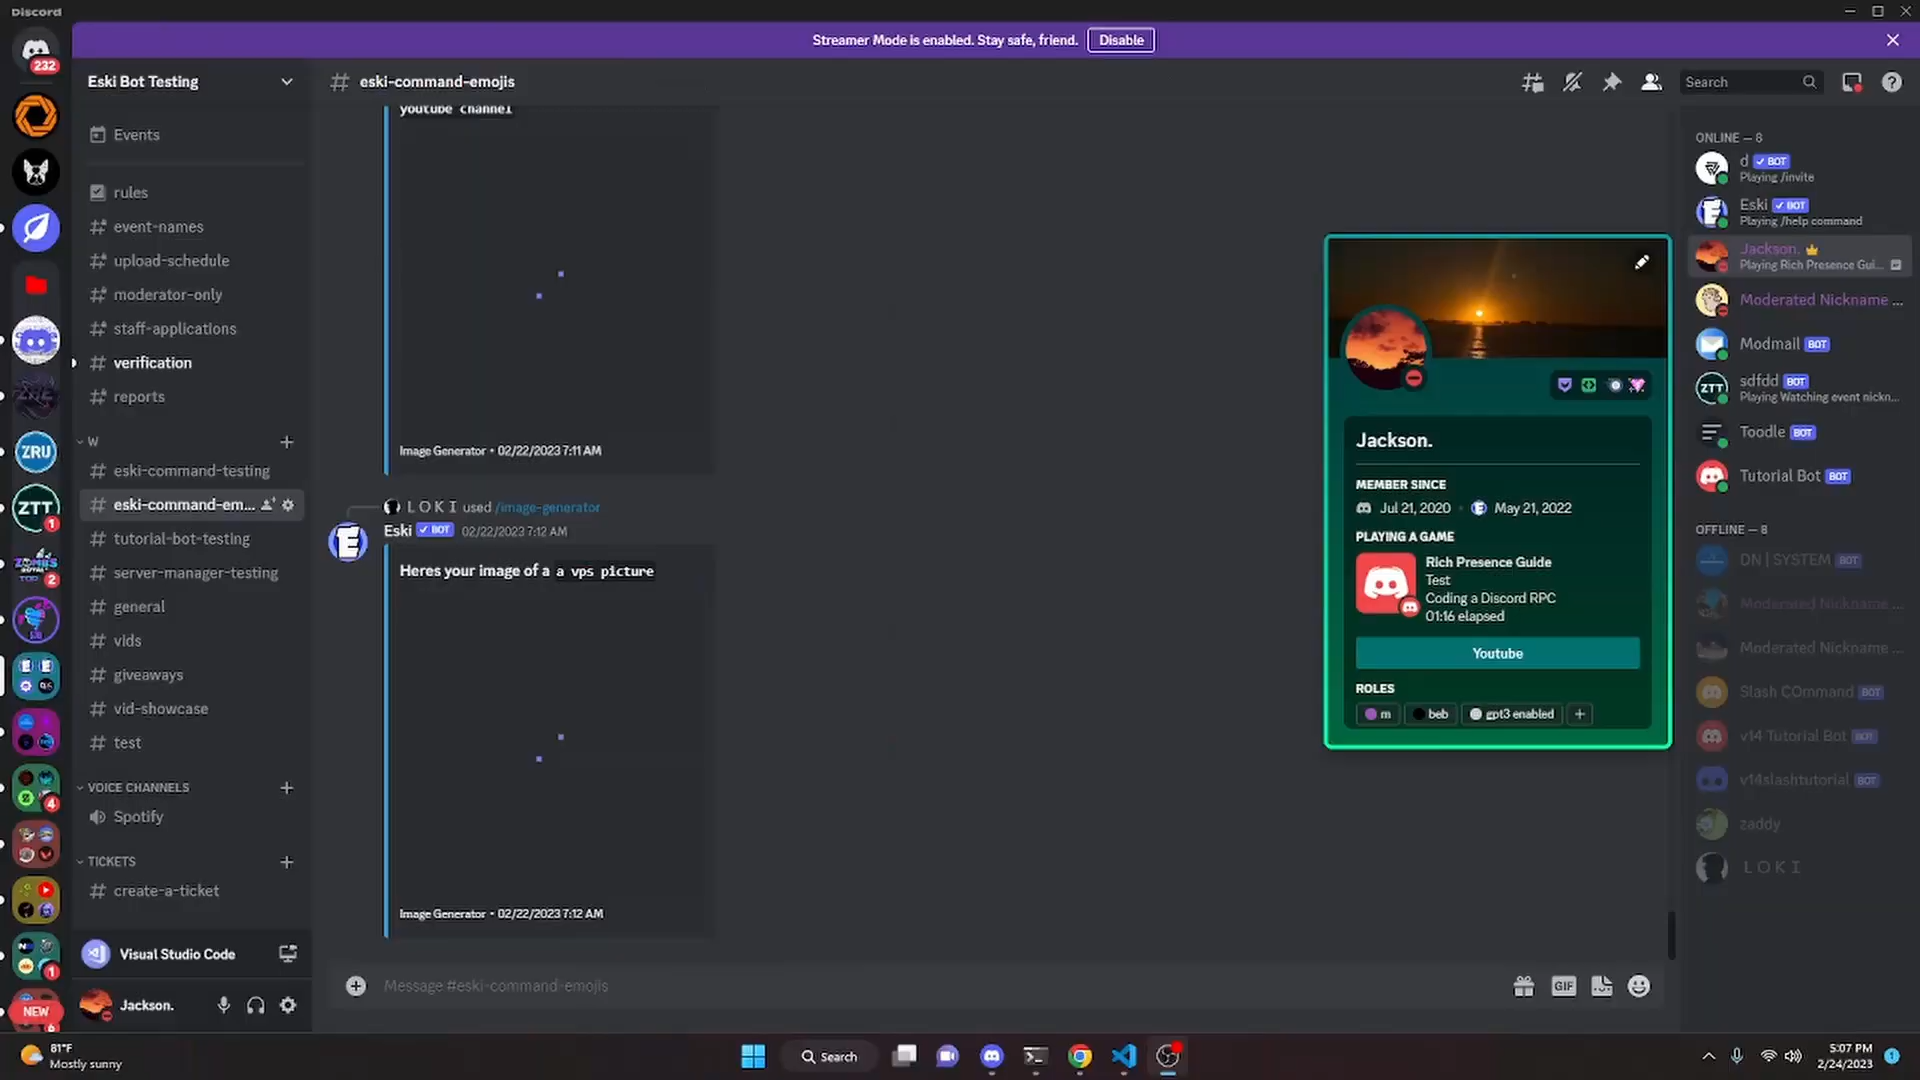 Discord
Streamer Mode is enabled. Stay safe, friend.
Disable
232
Eski Bot Testing
eski-command-emojis
Search
Events
rules
event-names
upload-schedule
moderator-only
staff-applications
verification
reports
W
eski-command-testing
eski-command-em...
tutorial-bot-testing
server-manager-testing
general
vids
giveaways
vid-showcase
test
VOICE CHANNELS
Spotify
TICKETS
create-a-ticket
Visual Studio Code
Jackson.
ZRU
ZTT
1
2
4
1
NEW
youtube channel
Image Generator • 02/22/2023 7:11 AM
L O K I used /image-generator
Eski ✓ BOT 02/22/2023 7:12 AM
Heres your image of a a vps picture
Image Generator • 02/22/2023 7:12 AM
Message #eski-command-emojis
GIF
Jackson.
MEMBER SINCE
Jul 21, 2020 • May 21, 2022
PLAYING A GAME
Rich Presence Guide
Test
Coding a Discord RPC
01:16 elapsed
Youtube
ROLES
m
beb
gpt3 enabled
ONLINE — 8
d ✓ BOT
Playing /invite
Eski ✓ BOT
Playing /help command
Jackson.
Playing Rich Presence Gui...
Moderated Nickname ...
Modmail BOT
sdfdd BOT
Playing Watching event nickn...
Toodle BOT
Tutorial Bot BOT
OFFLINE — 8
DN | SYSTEM BOT
Moderated Nickname ...
Moderated Nickname ...
Slash COmmand BOT
v14 Tutorial Bot BOT
v14slashtutorial BOT
zaddy
L O K I
81°F
Mostly sunny
Search
5:07 PM
2/24/2023
1